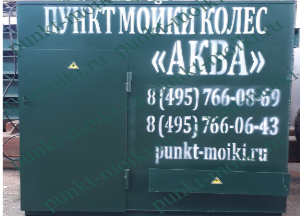 ПУНКТ МОЙКИ КОЛЕС
«АКВА»
8 (495) 766-08-69
8 (495) 766-06-43
punkt-moiki.ru